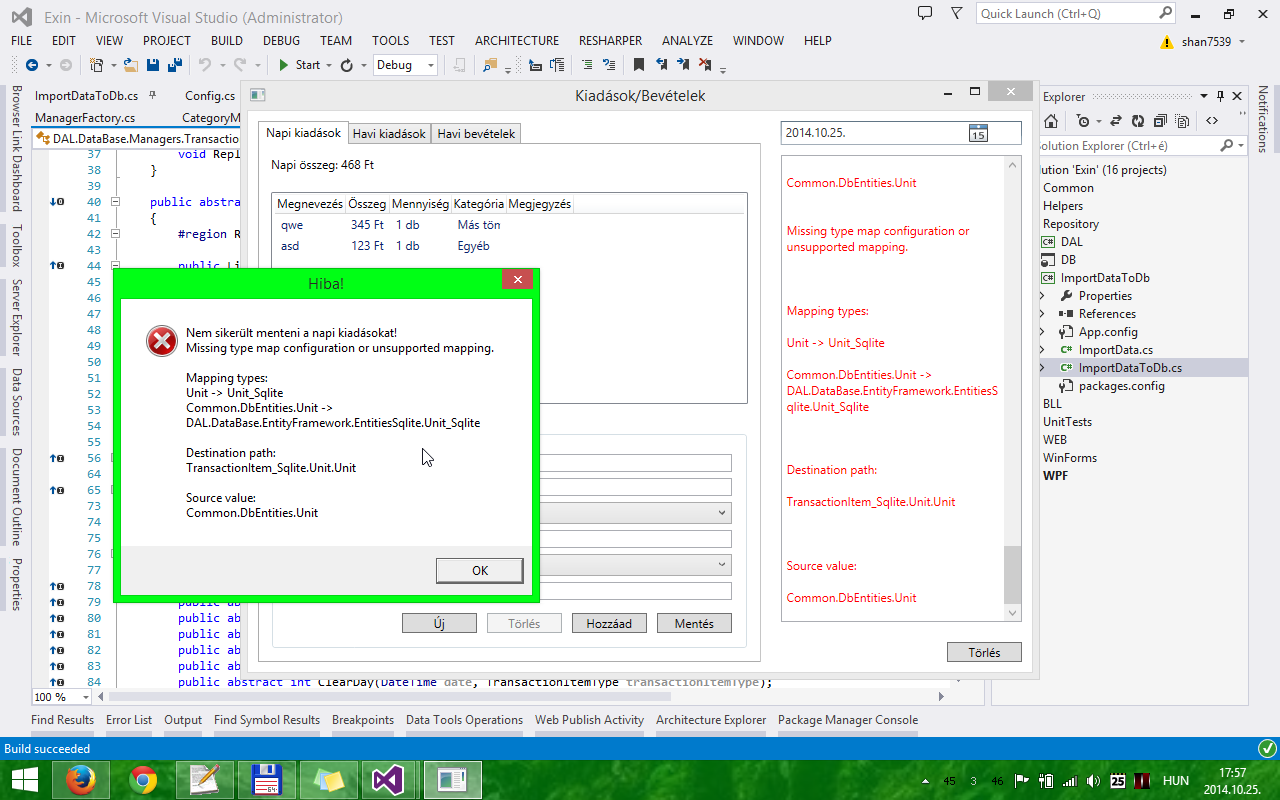 Exin - Microsoft Visual Studio (Administrator)
Quick Launch (Ctrl+Q)
FILE EDIT VIEW PROJECT BUILD DEBUG TEAM TOOLS TEST ARCHITECTURE RESHARPER ANALYZE WINDOW HELP
shan7539
Start Debug
Browser Link Dashboard
Toolbox
Server Explorer
Data Sources
Document Outline
Properties
ImportDataToDb.cs Config.cs
ManagerFactory.cs CategoryM
DAL.DataBase.Managers.Transactio
37 void Repl
38 }
39
40 public abstra
41 {
42 #region R
43
44 public Li
45
46
47
48
49
50
51
52
53
54
55
56
64
65
73
74
75
76
77
78
79 public ab
80 public ab
81 public ab
82 public ab
83 public ab
84 public abstract int ClearDay(DateTime date, TransactionItemType transactionItemType);
100 %
Kiadások/Bevételek
Napi kiadások Havi kiadások Havi bevételek
Napi összeg: 468 Ft
Megnevezés Összeg Mennyiség Kategória Megjegyzés
qwe 345 Ft 1 db Más tön
asd 123 Ft 1 db Egyéb
Új Törlés Hozzáad Mentés
2014.10.25.
15
Common.DbEntities.Unit
Missing type map configuration or
unsupported mapping.
Mapping types:
Unit -> Unit_Sqlite
Common.DbEntities.Unit ->
DAL.DataBase.EntityFramework.EntitiesS
qlite.Unit_Sqlite
Destination path:
TransactionItem_Sqlite.Unit.Unit
Source value:
Common.DbEntities.Unit
Törlés
Hiba!
Nem sikerült menteni a napi kiadásokat!
Missing type map configuration or unsupported mapping.
Mapping types:
Unit -> Unit_Sqlite
Common.DbEntities.Unit ->
DAL.DataBase.EntityFramework.EntitiesSqlite.Unit_Sqlite
Destination path:
TransactionItem_Sqlite.Unit.Unit
Source value:
Common.DbEntities.Unit
OK
Explorer
olution Explorer (Ctrl+é)
lution 'Exin' (16 projects)
Common
Helpers
Repository
C# DAL
DB
C# ImportDataToDb
Properties
References
App.config
C# ImportData.cs
C# ImportDataToDb.cs
packages.config
BLL
UnitTests
WEB
WinForms
WPF
Notifications
Find Results Error List Output Find Symbol Results Breakpoints Data Tools Operations Web Publish Activity Architecture Explorer Package Manager Console
Build succeeded
64
45 3 46 25 HUN 17:57
2014.10.25.